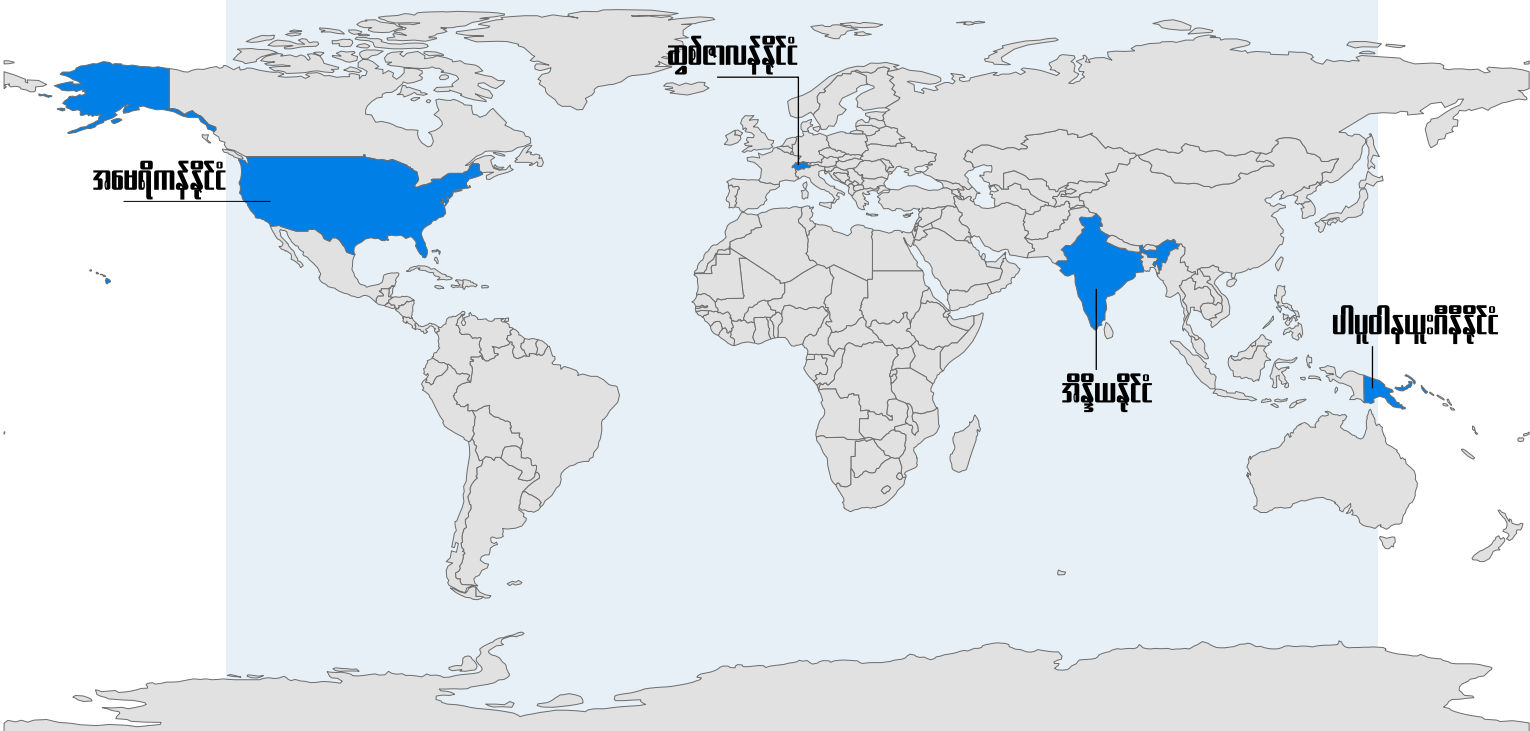 ဆွစ်ဇာလန်နိုင်ငံ
အမေရိကန်နိုင်ငံ
ပါပူဝါနယူးဂီနီနိုင်ငံ
အိန္ဒိယနိုင်ငံ